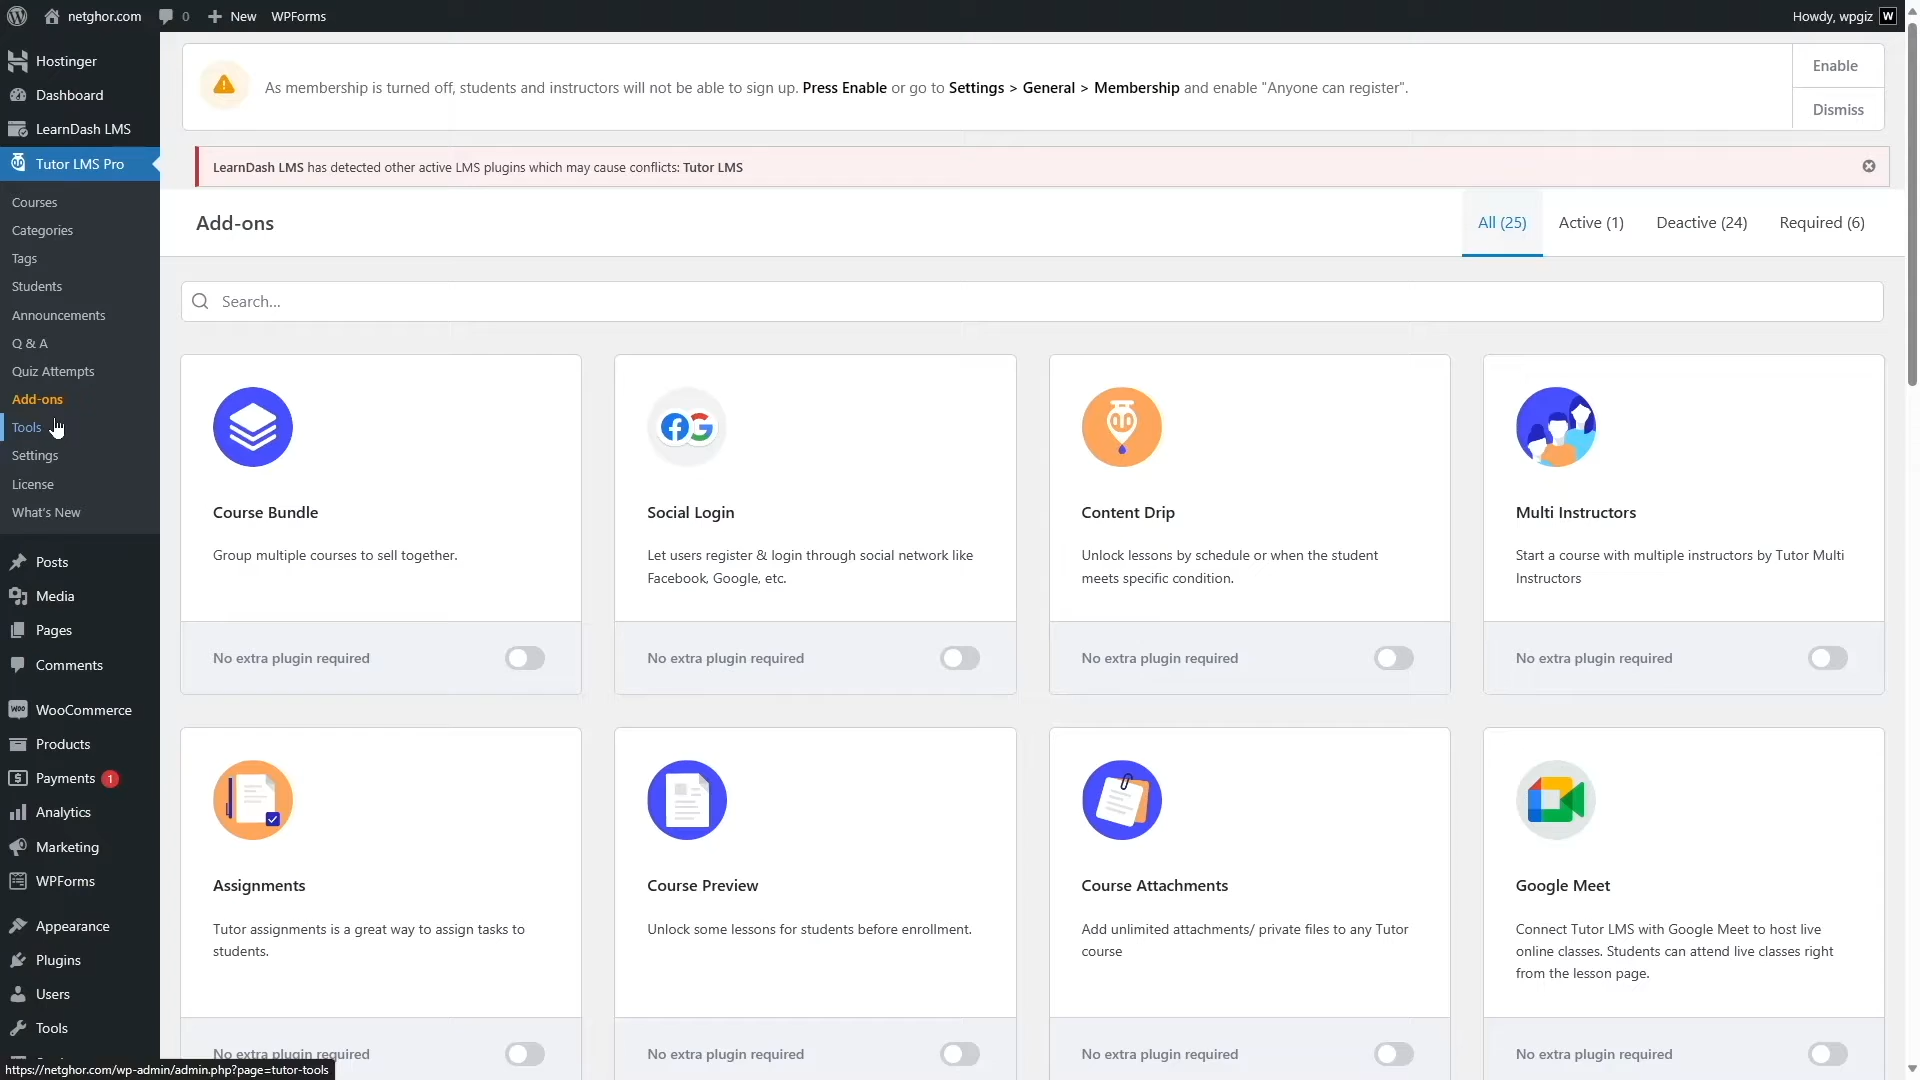 netghor.com
0
New
WPForms
Howdy, wpgiz
W
Hostinger
Dashboard
LearnDash LMS
Tutor LMS Pro
Courses
Categories
Tags
Students
Announcements
Q & A
Quiz Attempts
Add-ons
Tools
Settings
License
What's New
Posts
Media
Pages
Comments
WooCommerce
Products
Payments 1
Analytics
Marketing
WPForms
Appearance
Plugins
Users
Tools
As membership is turned off, students and instructors will not be able to sign up. Press Enable or go to Settings > General > Membership and enable "Anyone can register".
Enable
Dismiss
LearnDash LMS has detected other active LMS plugins which may cause conflicts: Tutor LMS
Add-ons
All (25)
Active (1)
Deactive (24)
Required (6)
Search...
Course Bundle
Group multiple courses to sell together.
No extra plugin required
Social Login
Let users register & login through social network like
Facebook, Google, etc.
No extra plugin required
Content Drip
Unlock lessons by schedule or when the student
meets specific condition.
No extra plugin required
Multi Instructors
Start a course with multiple instructors by Tutor Multi
Instructors
No extra plugin required
Assignments
Tutor assignments is a great way to assign tasks to
students.
No extra plugin required
Course Preview
Unlock some lessons for students before enrollment.
No extra plugin required
Course Attachments
Add unlimited attachments/ private files to any Tutor
course
No extra plugin required
Google Meet
Connect Tutor LMS with Google Meet to host live
online classes. Students can attend live classes right
from the lesson page.
No extra plugin required
https://netghor.com/wp-admin/admin.php?page=tutor-tools